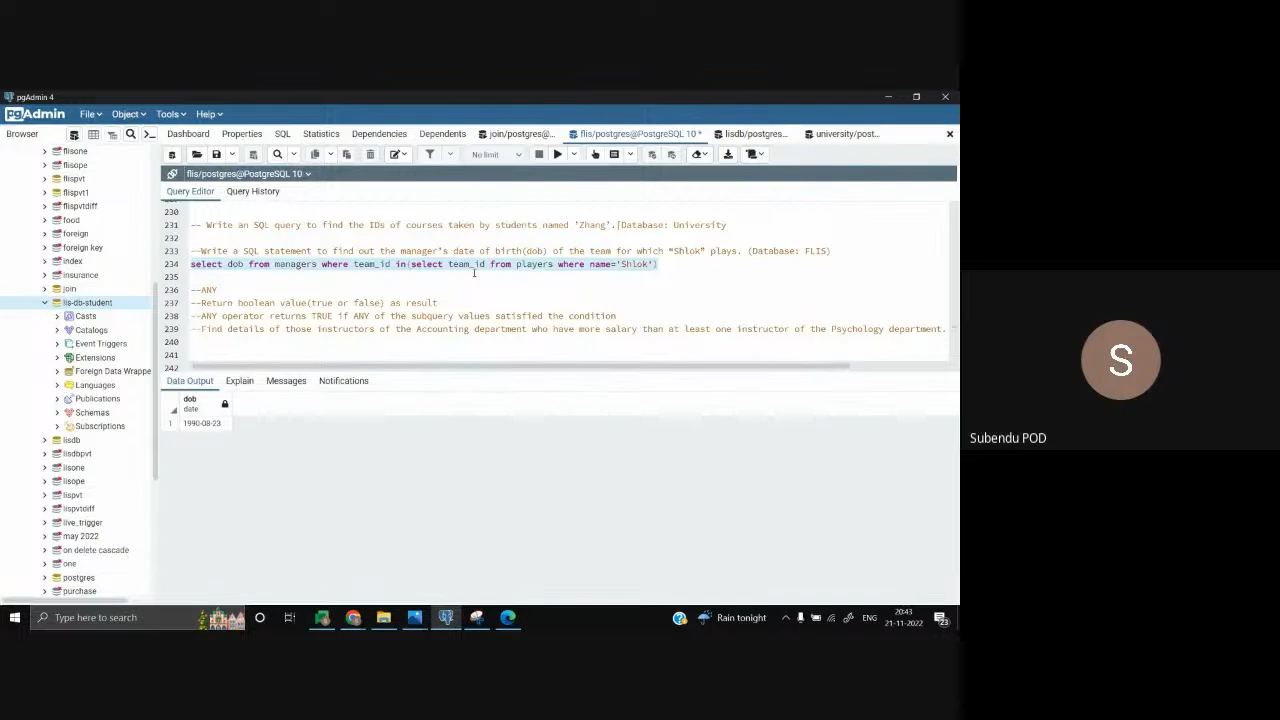 pgAdmin 4
pgAdmin File Object Tools Help
Browser Dashboard Properties SQL Statistics Dependencies Dependents join/postgres@... flis/postgres@PostgreSQL 10 * lisdb/postgres... university/post...
No limit
flis/postgres@PostgreSQL 10
Query Editor Query History
flisone
flisope
flispvt
flispvt1
flispvtdiff
food
foreign
foreign key
index
insurance
join
lis-db-student
Casts
Catalogs
Event Triggers
Extensions
Foreign Data Wrappe
Languages
Publications
Schemas
Subscriptions
lisdb
lisdbpvt
lisone
lisope
lispvt
lispvtdiff
live_trigger
may 2022
on delete cascade
one
postgres
purchase
230
231 -- Write an SQL query to find the IDs of courses taken by students named 'Zhang'.[Database: University
232
233 --Write a SQL statement to find out the manager's date of birth(dob) of the team for which "Shlok" plays. (Database: FLIS)
234 select dob from managers where team_id in(select team_id from players where name='Shlok')
235
236 --ANY
237 --Return boolean value(true or false) as result
238 --ANY operator returns TRUE if ANY of the subquery values satisfied the condition
239 --Find details of those instructors of the Accounting department who have more salary than at least one instructor of the Psychology department.
240
241
242
Data Output Explain Messages Notifications
dob
date
1 1990-08-23
Type here to search
Rain tonight
ENG
20:43
21-11-2022
23
S
Subendu POD